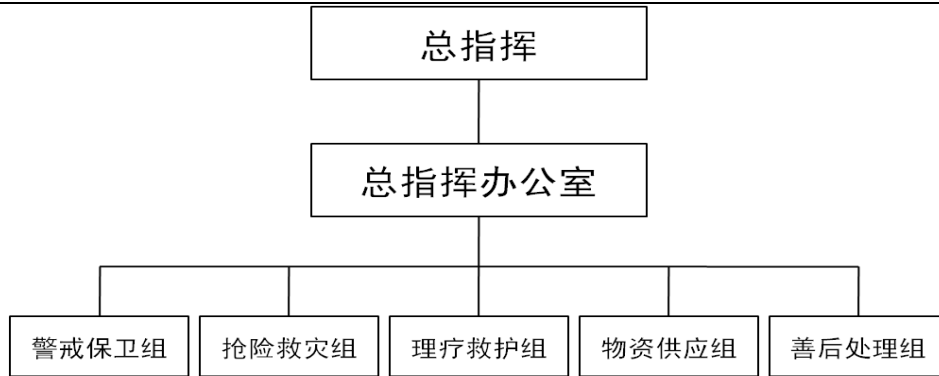 总指挥
总指挥办公室
警戒保卫组
抢险救灾组
理疗救护组
物资供应组
善后处理组